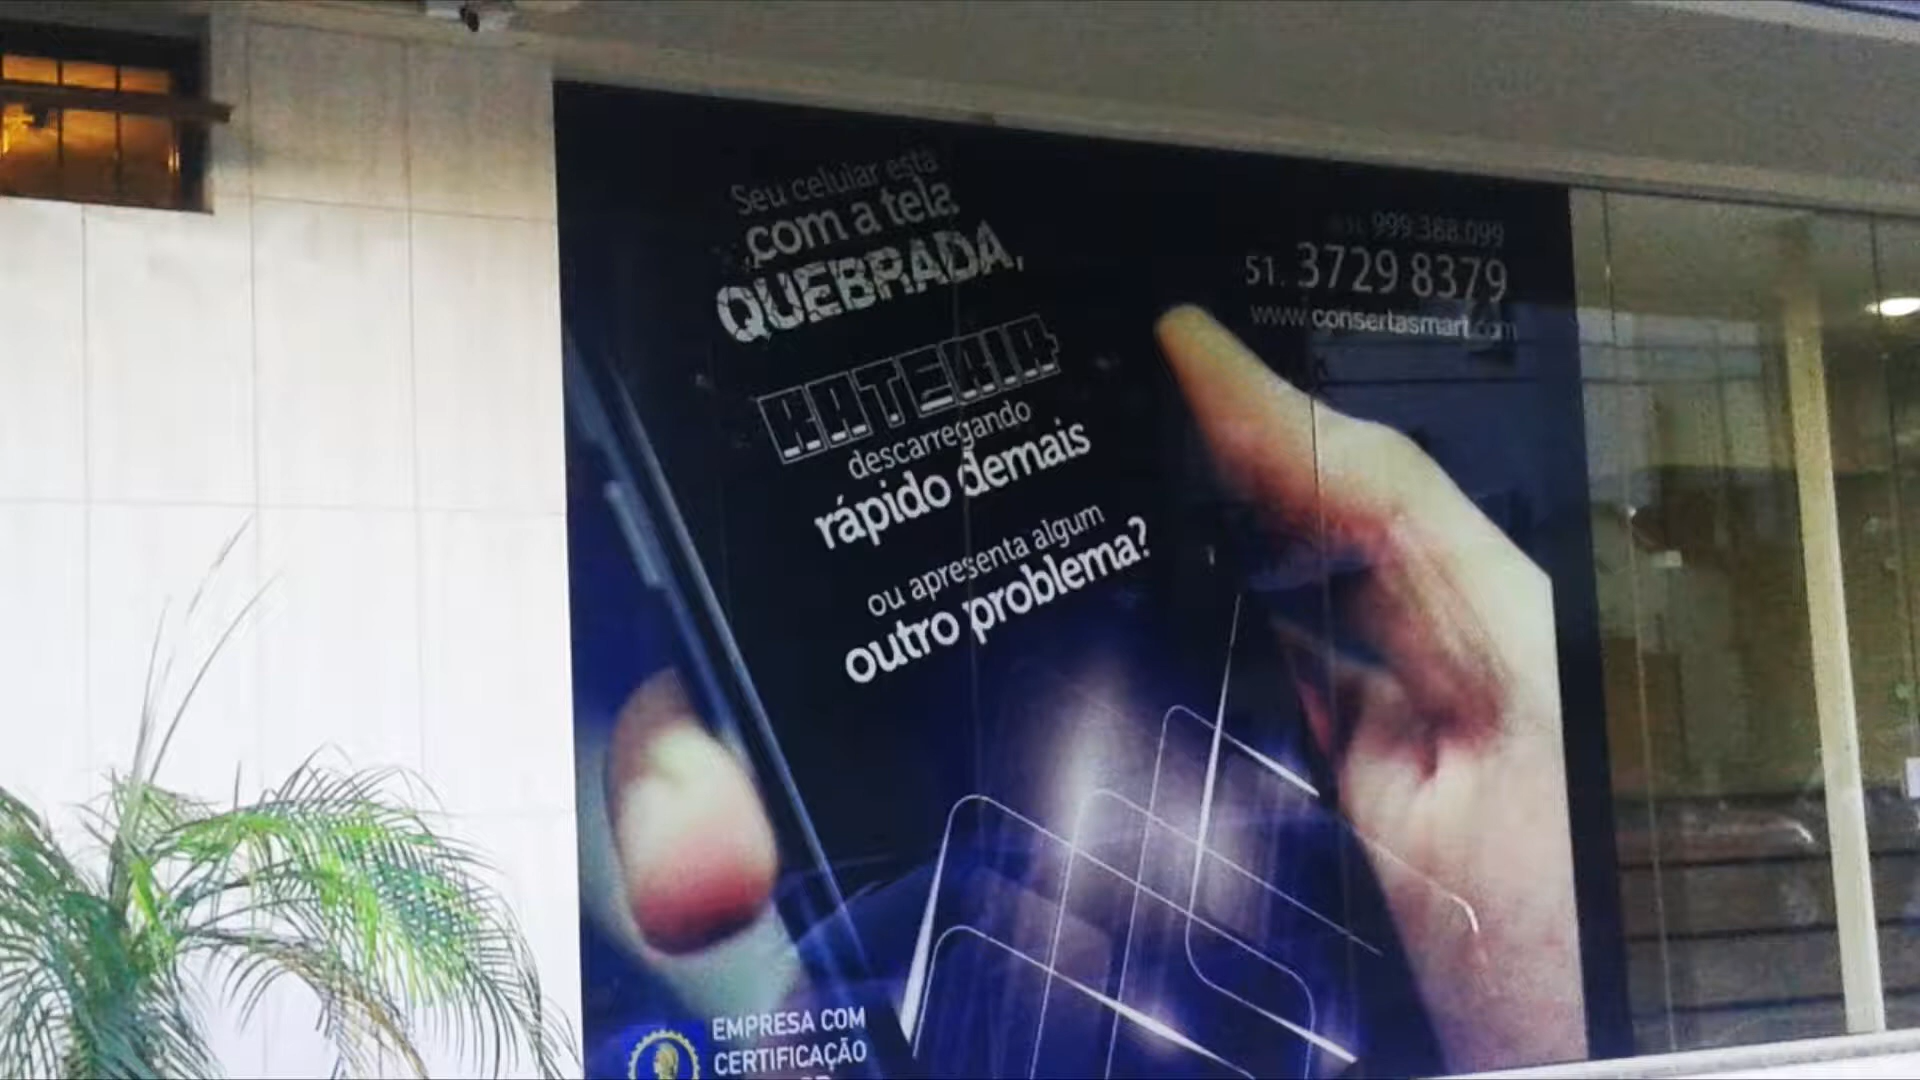 Seu celular está
com a tela
QUEBRADA,
BATERIA
descarregando
rápido demais
ou apresenta algum
outro problema?
999.388.099
51. 3729 8379
www.consertasmart.com
EMPRESA COM
CERTIFICAÇÃO